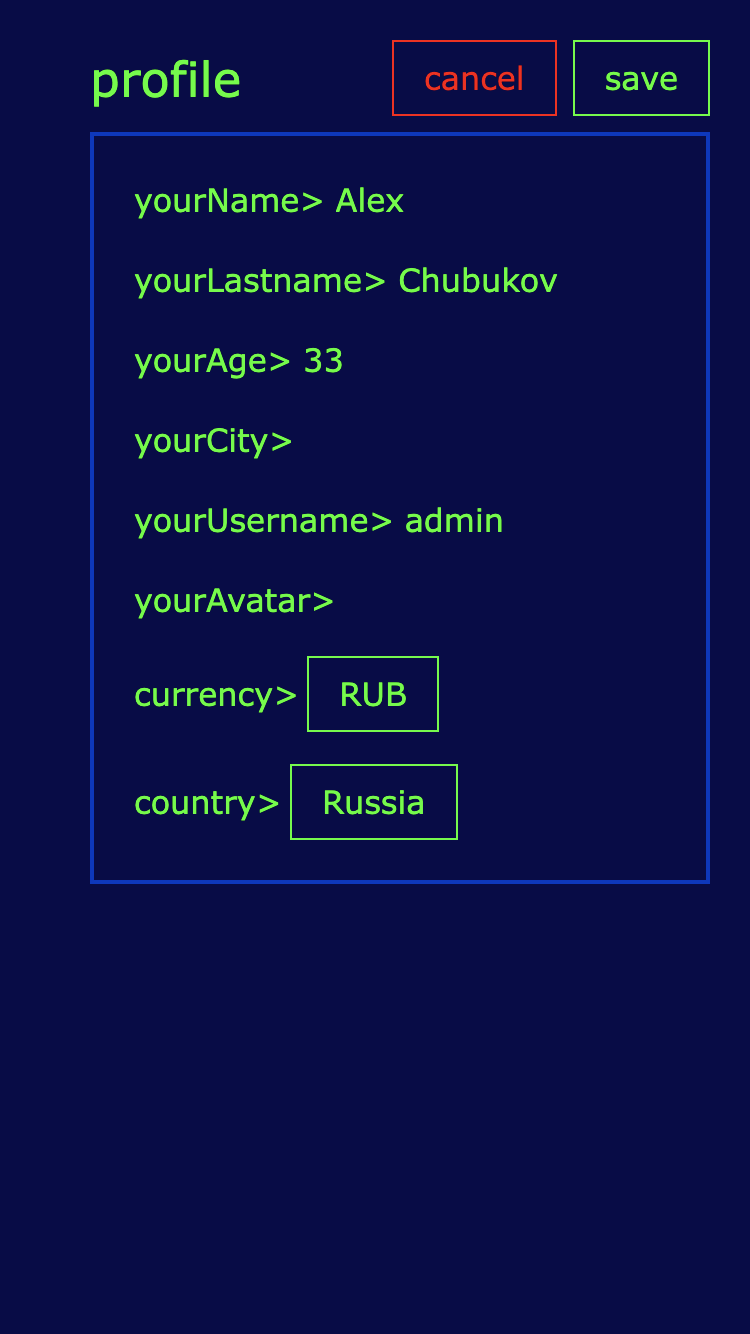 profile cancel save
yourName> Alex
yourLastname> Chubukov
yourAge> 33
yourCity>
yourUsername> admin
yourAvatar>
currency> RUB
country> Russia